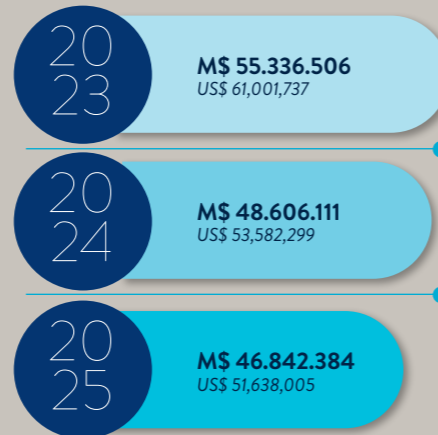 20
23
M$ 55.336.506
US$ 61,001,737
20
24
M$ 48.606.111
US$ 53,582,299
20
25
M$ 46.842.384
US$ 51,638,005